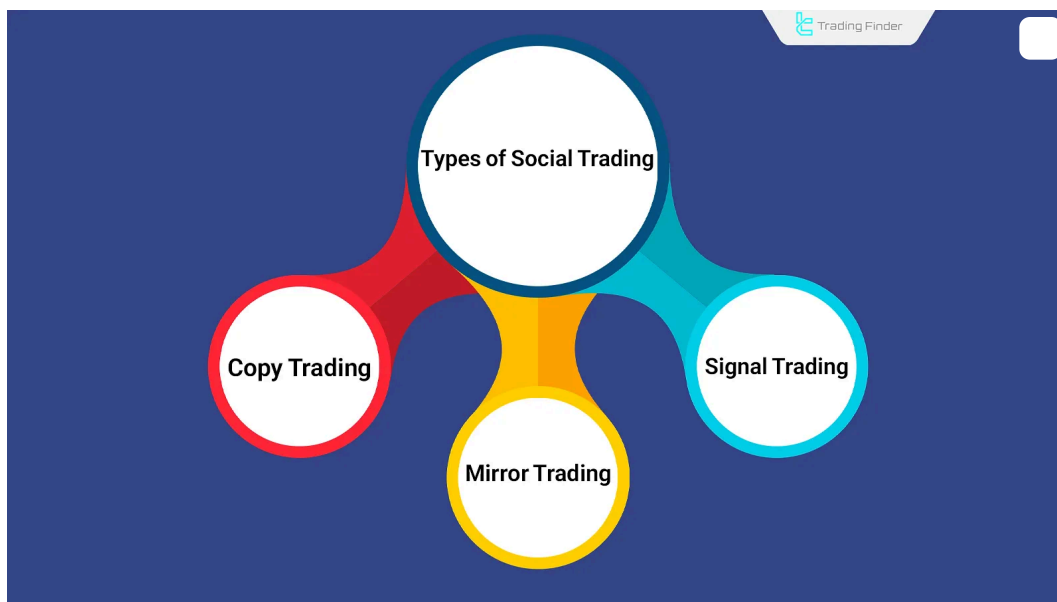 Trading Finder
Types of Social Trading
Copy Trading
Signal Trading
Mirror Trading